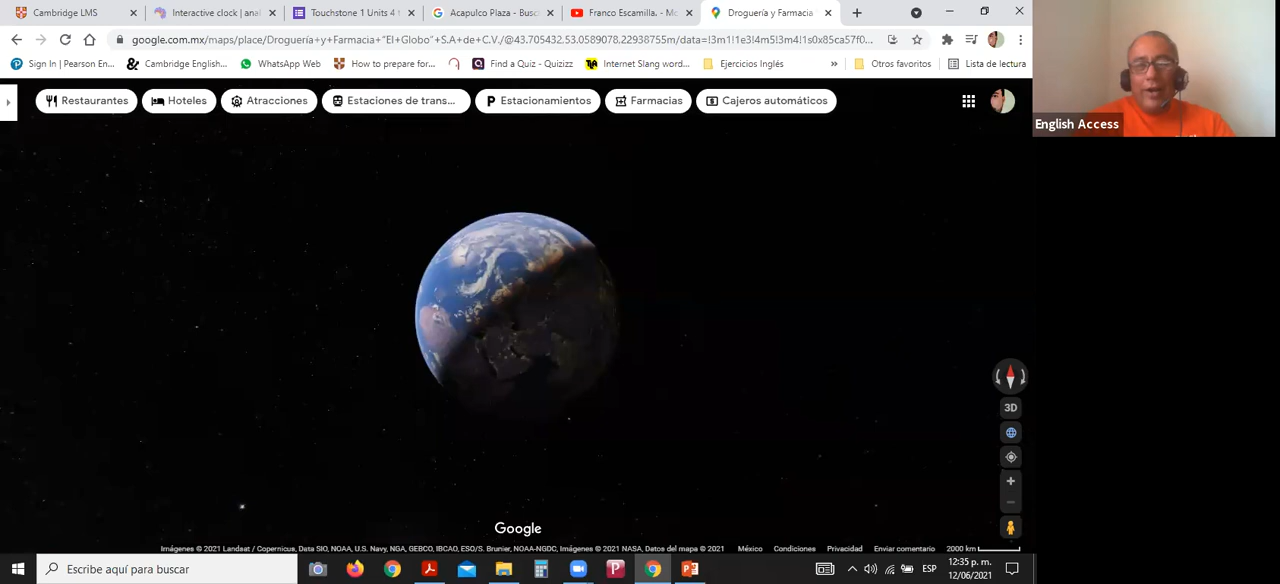 Cambridge LMS
Interactive clock | anal
Touchstone 1 Units 4 t
Acapulco Plaza - Busc
Franco Escamilla. - Mo
Droguería y Farmacia
google.com.mx/maps/place/Droguería+y+Farmacia+"El+Globo"+S.A+de+C.V./@43.705432,53.0589078.22938755m/data=!3m1!1e3!4m5!3m4!1s0x85ca57f0...
Sign In | Pearson En...
Cambridge English...
WhatsApp Web
How to prepare for...
Find a Quiz - Quizizz
Internet Slang word...
Ejercicios Inglés
»
Otros favoritos
Lista de lectura
Restaurantes
Hoteles
Atracciones
Estaciones de trans...
Estacionamientos
Farmacias
Cajeros automáticos
English Access
3D
Google
Imágenes © 2021 Landsat / Copernicus, Data SIO, NOAA, U.S. Navy, NGA, GEBCO, IBCAO, ESO/S. Brunier, NOAA-NGDC, Imágenes © 2021 NASA, Datos del mapa © 2021 México Condiciones Privacidad Enviar comentario 2000 km
Escribe aquí para buscar
ESP
12:35 p. m.
12/06/2021